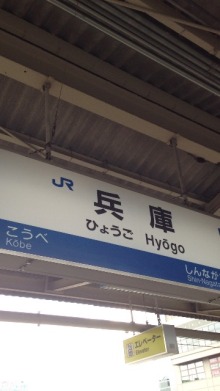 JR 兵庫
ひょうご Hyōgo
こうべ
Kōbe
しんなが
Shin-Nagata
エレベーター
Elevator